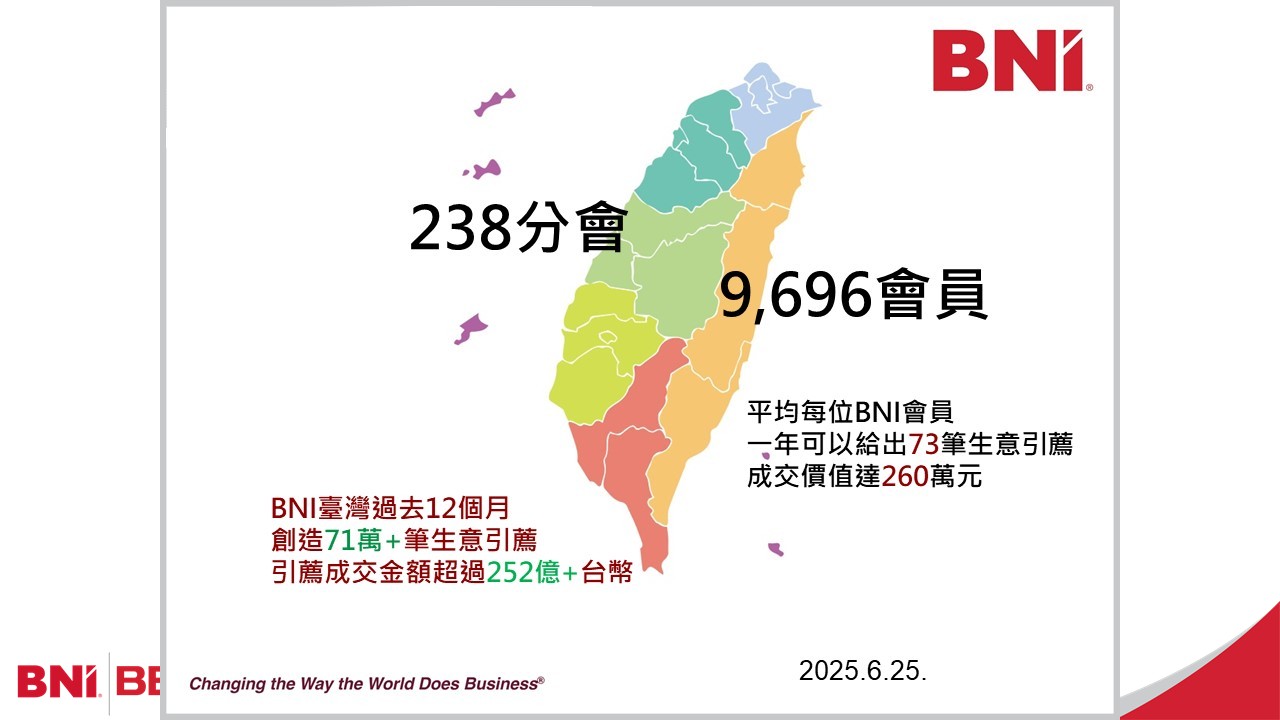 BNI®
238分會
9,696會員
平均每位BNI會員
一年可以給出73筆生意引薦
成交價值達260萬元
BNI臺灣過去12個月
創造71萬+筆生意引薦
引薦成交金額超過252億+台幣
BNI®
Changing the Way the World Does Business®
2025.6.25.